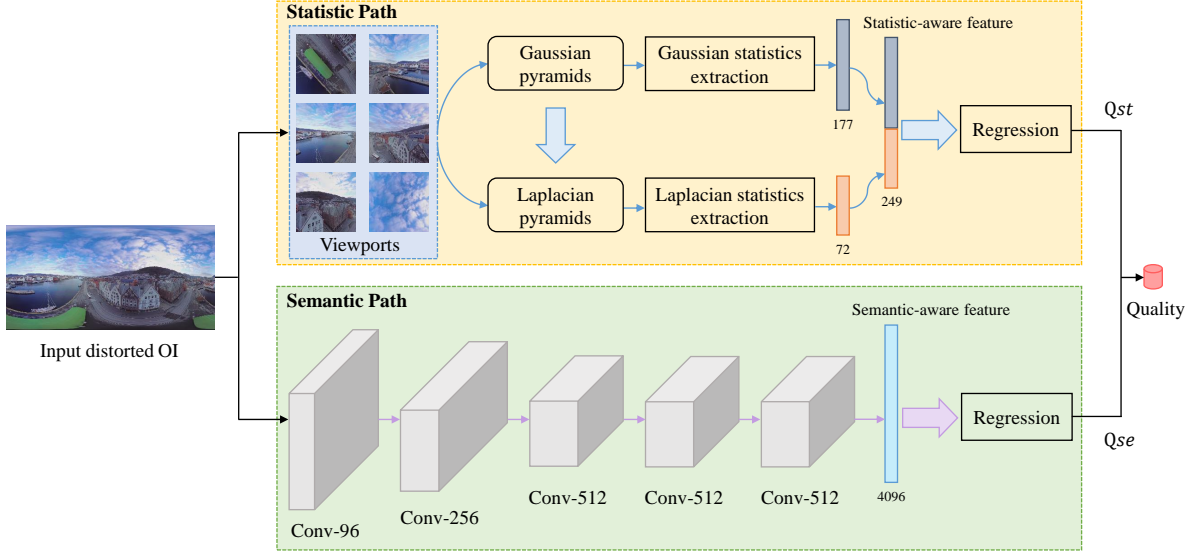 Statistic Path
Statistic-aware feature
Gaussian
pyramids
Gaussian statistics
extraction
177
Regression
Qst
Laplacian
pyramids
Laplacian statistics
extraction
72
249
Viewports
Input distorted OI
Quality
Semantic Path
Semantic-aware feature
Conv-96
Conv-256
Conv-512
Conv-512
Conv-512
4096
Regression
Qse